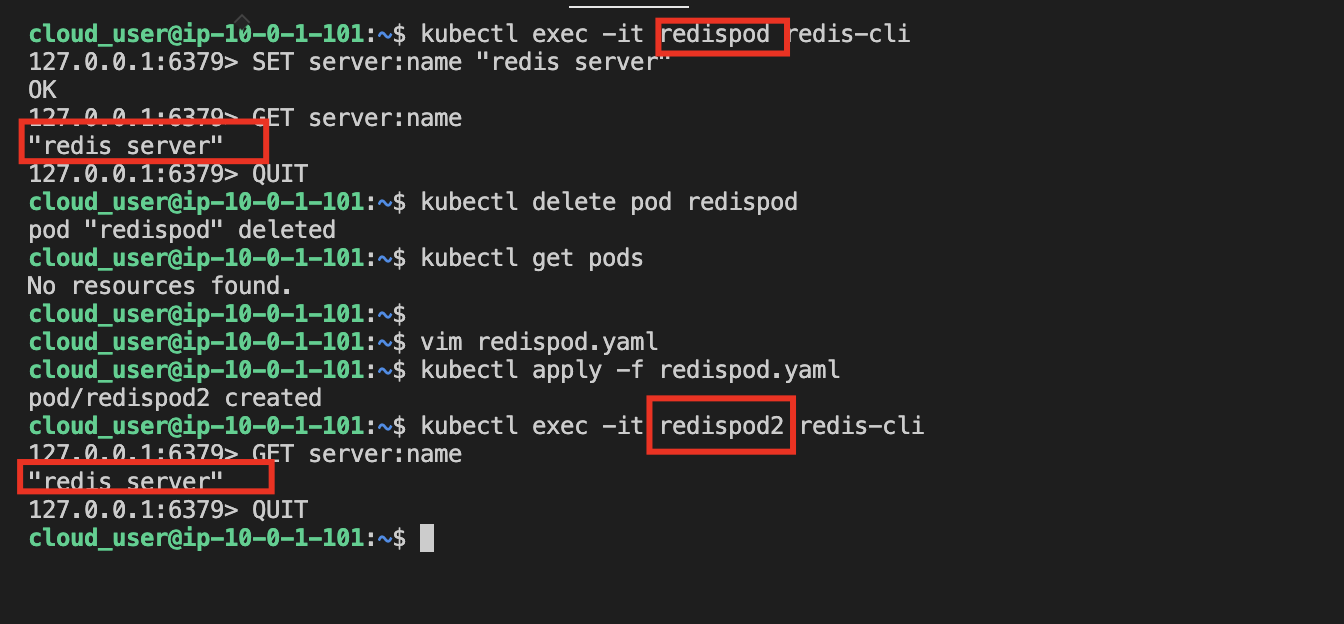 cloud_user@ip-10-0-1-101:~$ kubectl exec -it redispod redis-cli
127.0.0.1:6379> SET server:name "redis server"
OK
127.0.0.1:6379> GET server:name
"redis server"
127.0.0.1:6379> QUIT
cloud_user@ip-10-0-1-101:~$ kubectl delete pod redispod
pod "redispod" deleted
cloud_user@ip-10-0-1-101:~$ kubectl get pods
No resources found.
cloud_user@ip-10-0-1-101:~$
cloud_user@ip-10-0-1-101:~$ vim redispod.yaml
cloud_user@ip-10-0-1-101:~$ kubectl apply -f redispod.yaml
pod/redispod2 created
cloud_user@ip-10-0-1-101:~$ kubectl exec -it redispod2 redis-cli
127.0.0.1:6379> GET server:name
"redis server"
127.0.0.1:6379> QUIT
cloud_user@ip-10-0-1-101:~$